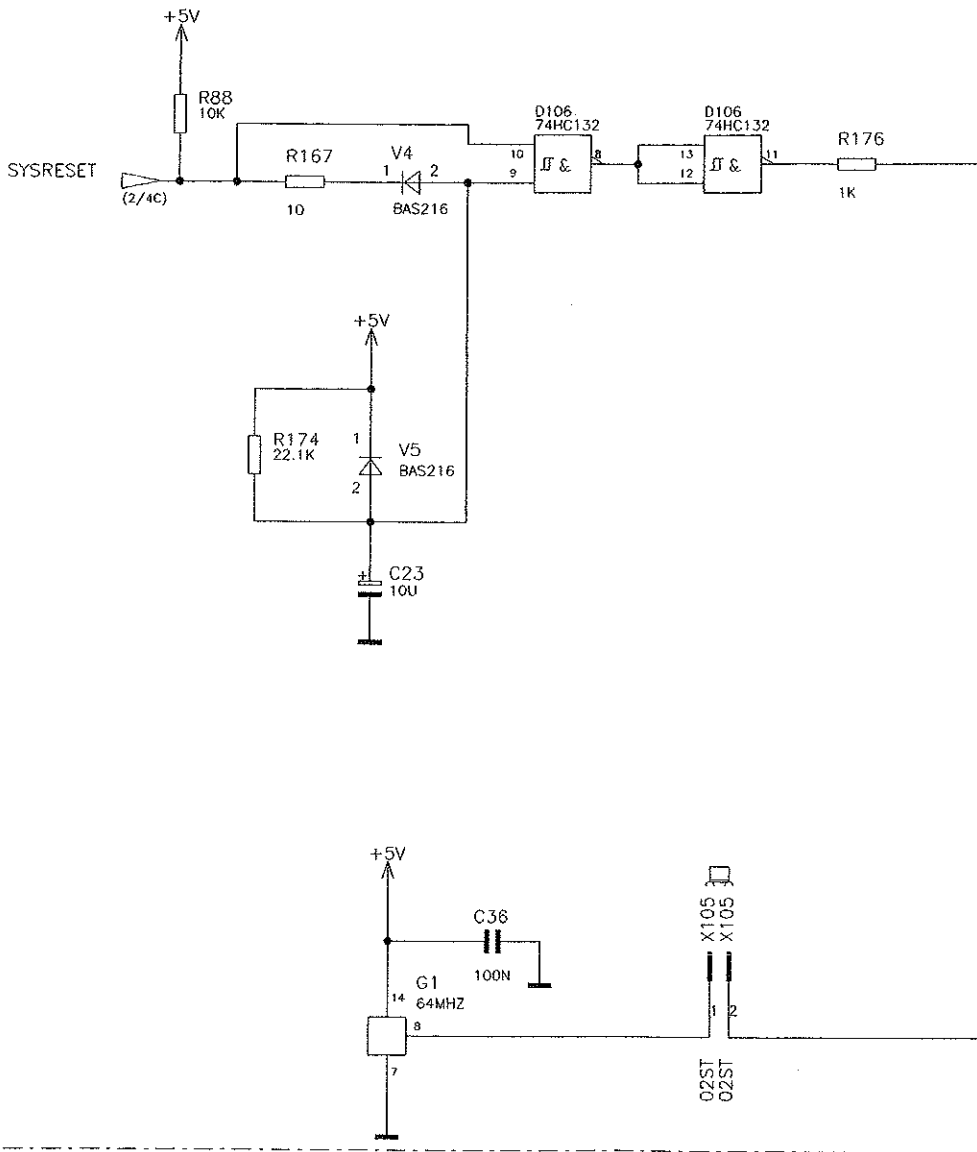 +5V
R88
10K
SYSRESET
(2/4C)
R167
10
V4
1
2
BAS216
D106.
74HC132
10
9
&
8
D106
74HC132
13
12
&
11
R176
1K
+5V
R174
22.1K
1
2
V5
BAS216
+
C23
10U
+5V
C36
100N
G1
64MHZ
14
8
7
X105
X105
1
2
02ST
02ST